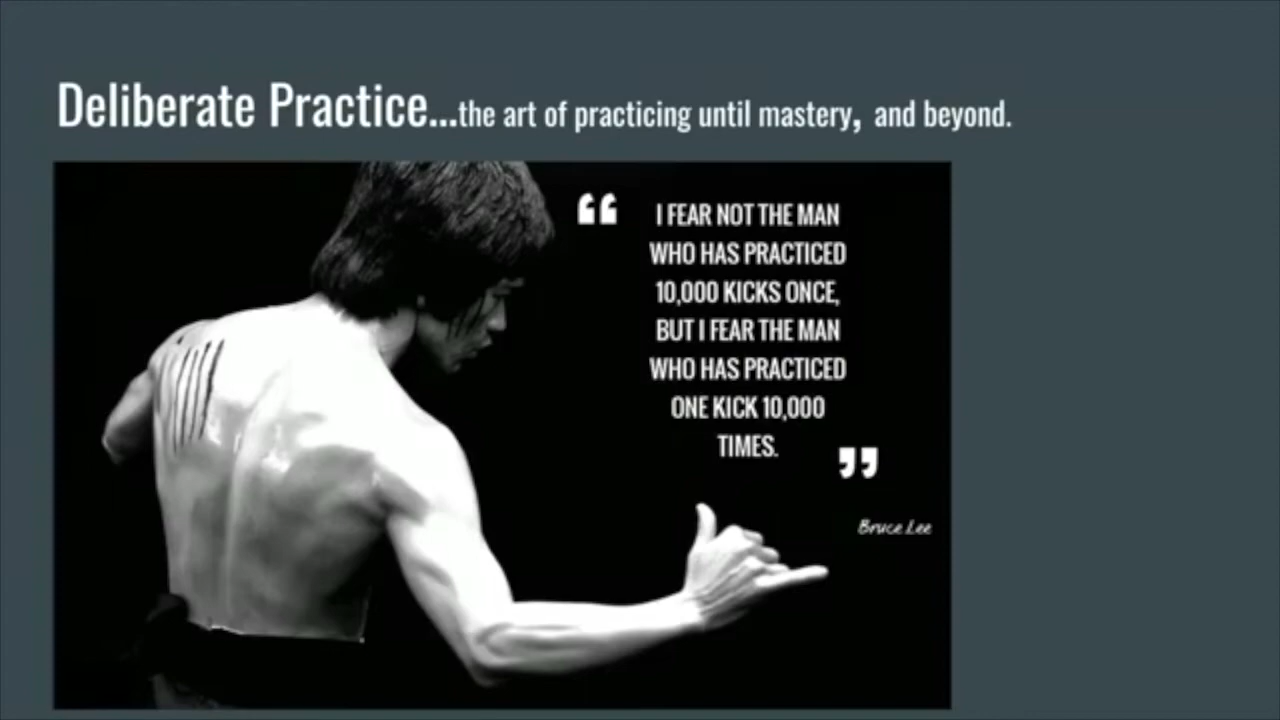 Deliberate Practice...the art of practicing until mastery, and beyond.
“ I FEAR NOT THE MAN
WHO HAS PRACTICED
10,000 KICKS ONCE,
BUT I FEAR THE MAN
WHO HAS PRACTICED
ONE KICK 10,000
TIMES. ”
Bruce Lee